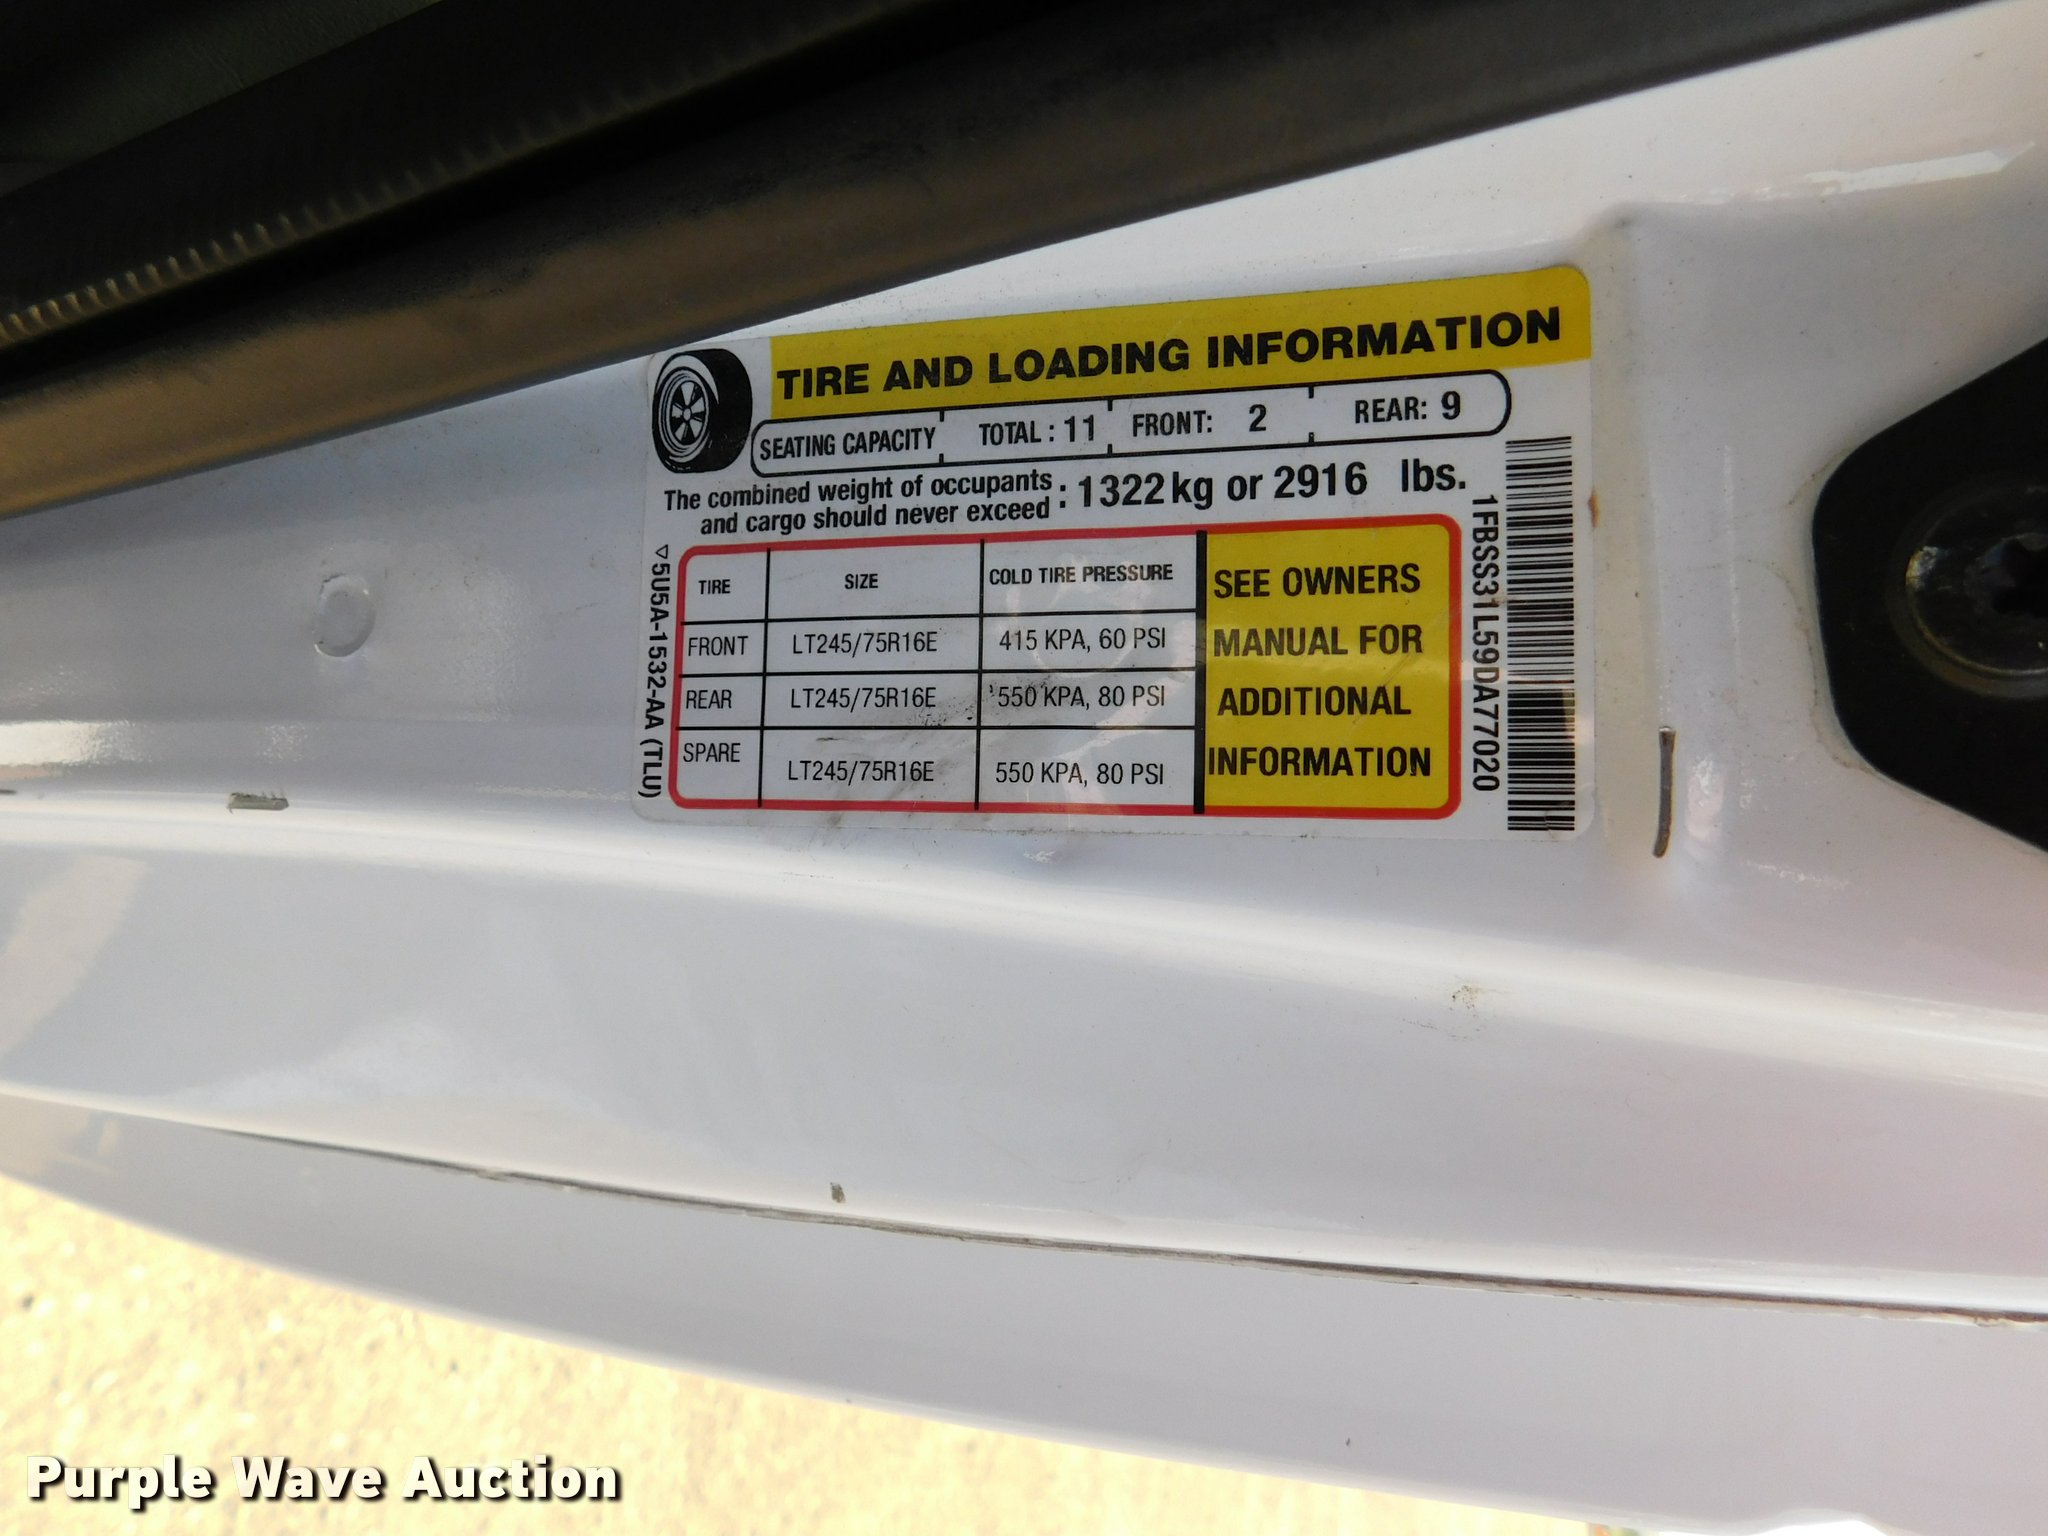 TIRE AND LOADING INFORMATION
SEATING CAPACITY TOTAL : 11 FRONT: 2 REAR: 9
The combined weight of occupants
and cargo should never exceed : 1322 kg or 2916 lbs.
TIRE SIZE COLD TIRE PRESSURE
FRONT LT245/75R16E 415 KPA, 60 PSI
REAR LT245/75R16E 550 KPA, 80 PSI
SPARE LT245/75R16E 550 KPA, 80 PSI
SEE OWNERS
MANUAL FOR
ADDITIONAL
INFORMATION
5U5A-1532-AA (TLU)
1FBSS31L59DA77020
Purple Wave Auction